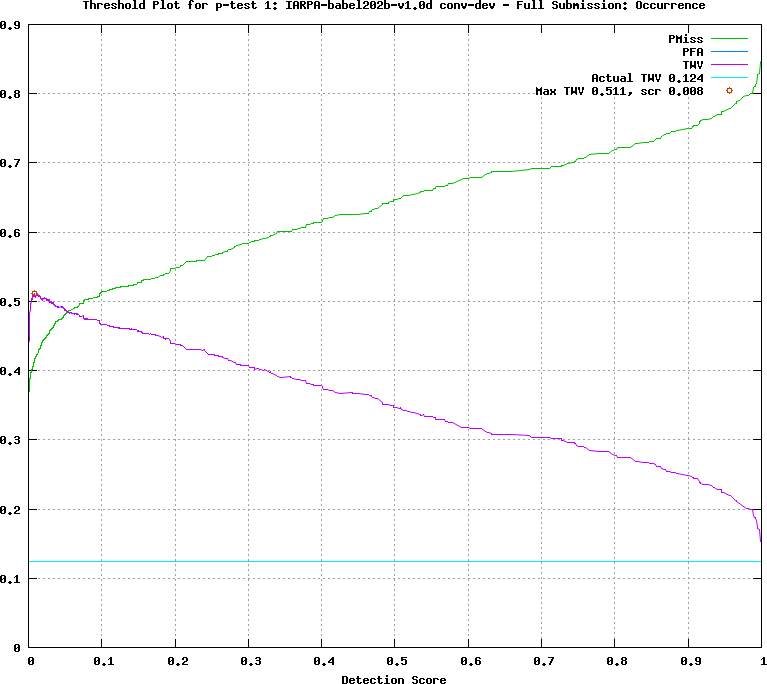 Threshold Plot for p-test 1: IARPA-babel202b-v1.0d conv-dev - Full Submission: Occurrence
0.9
PMiss
PFA
TWV
Actual TWV 0.124
Max TWV 0.511, scr 0.008
0.8
0.7
0.6
0.5
0.4
0.3
0.2
0.1
0
0 0.1 0.2 0.3 0.4 0.5 0.6 0.7 0.8 0.9 1
Detection Score